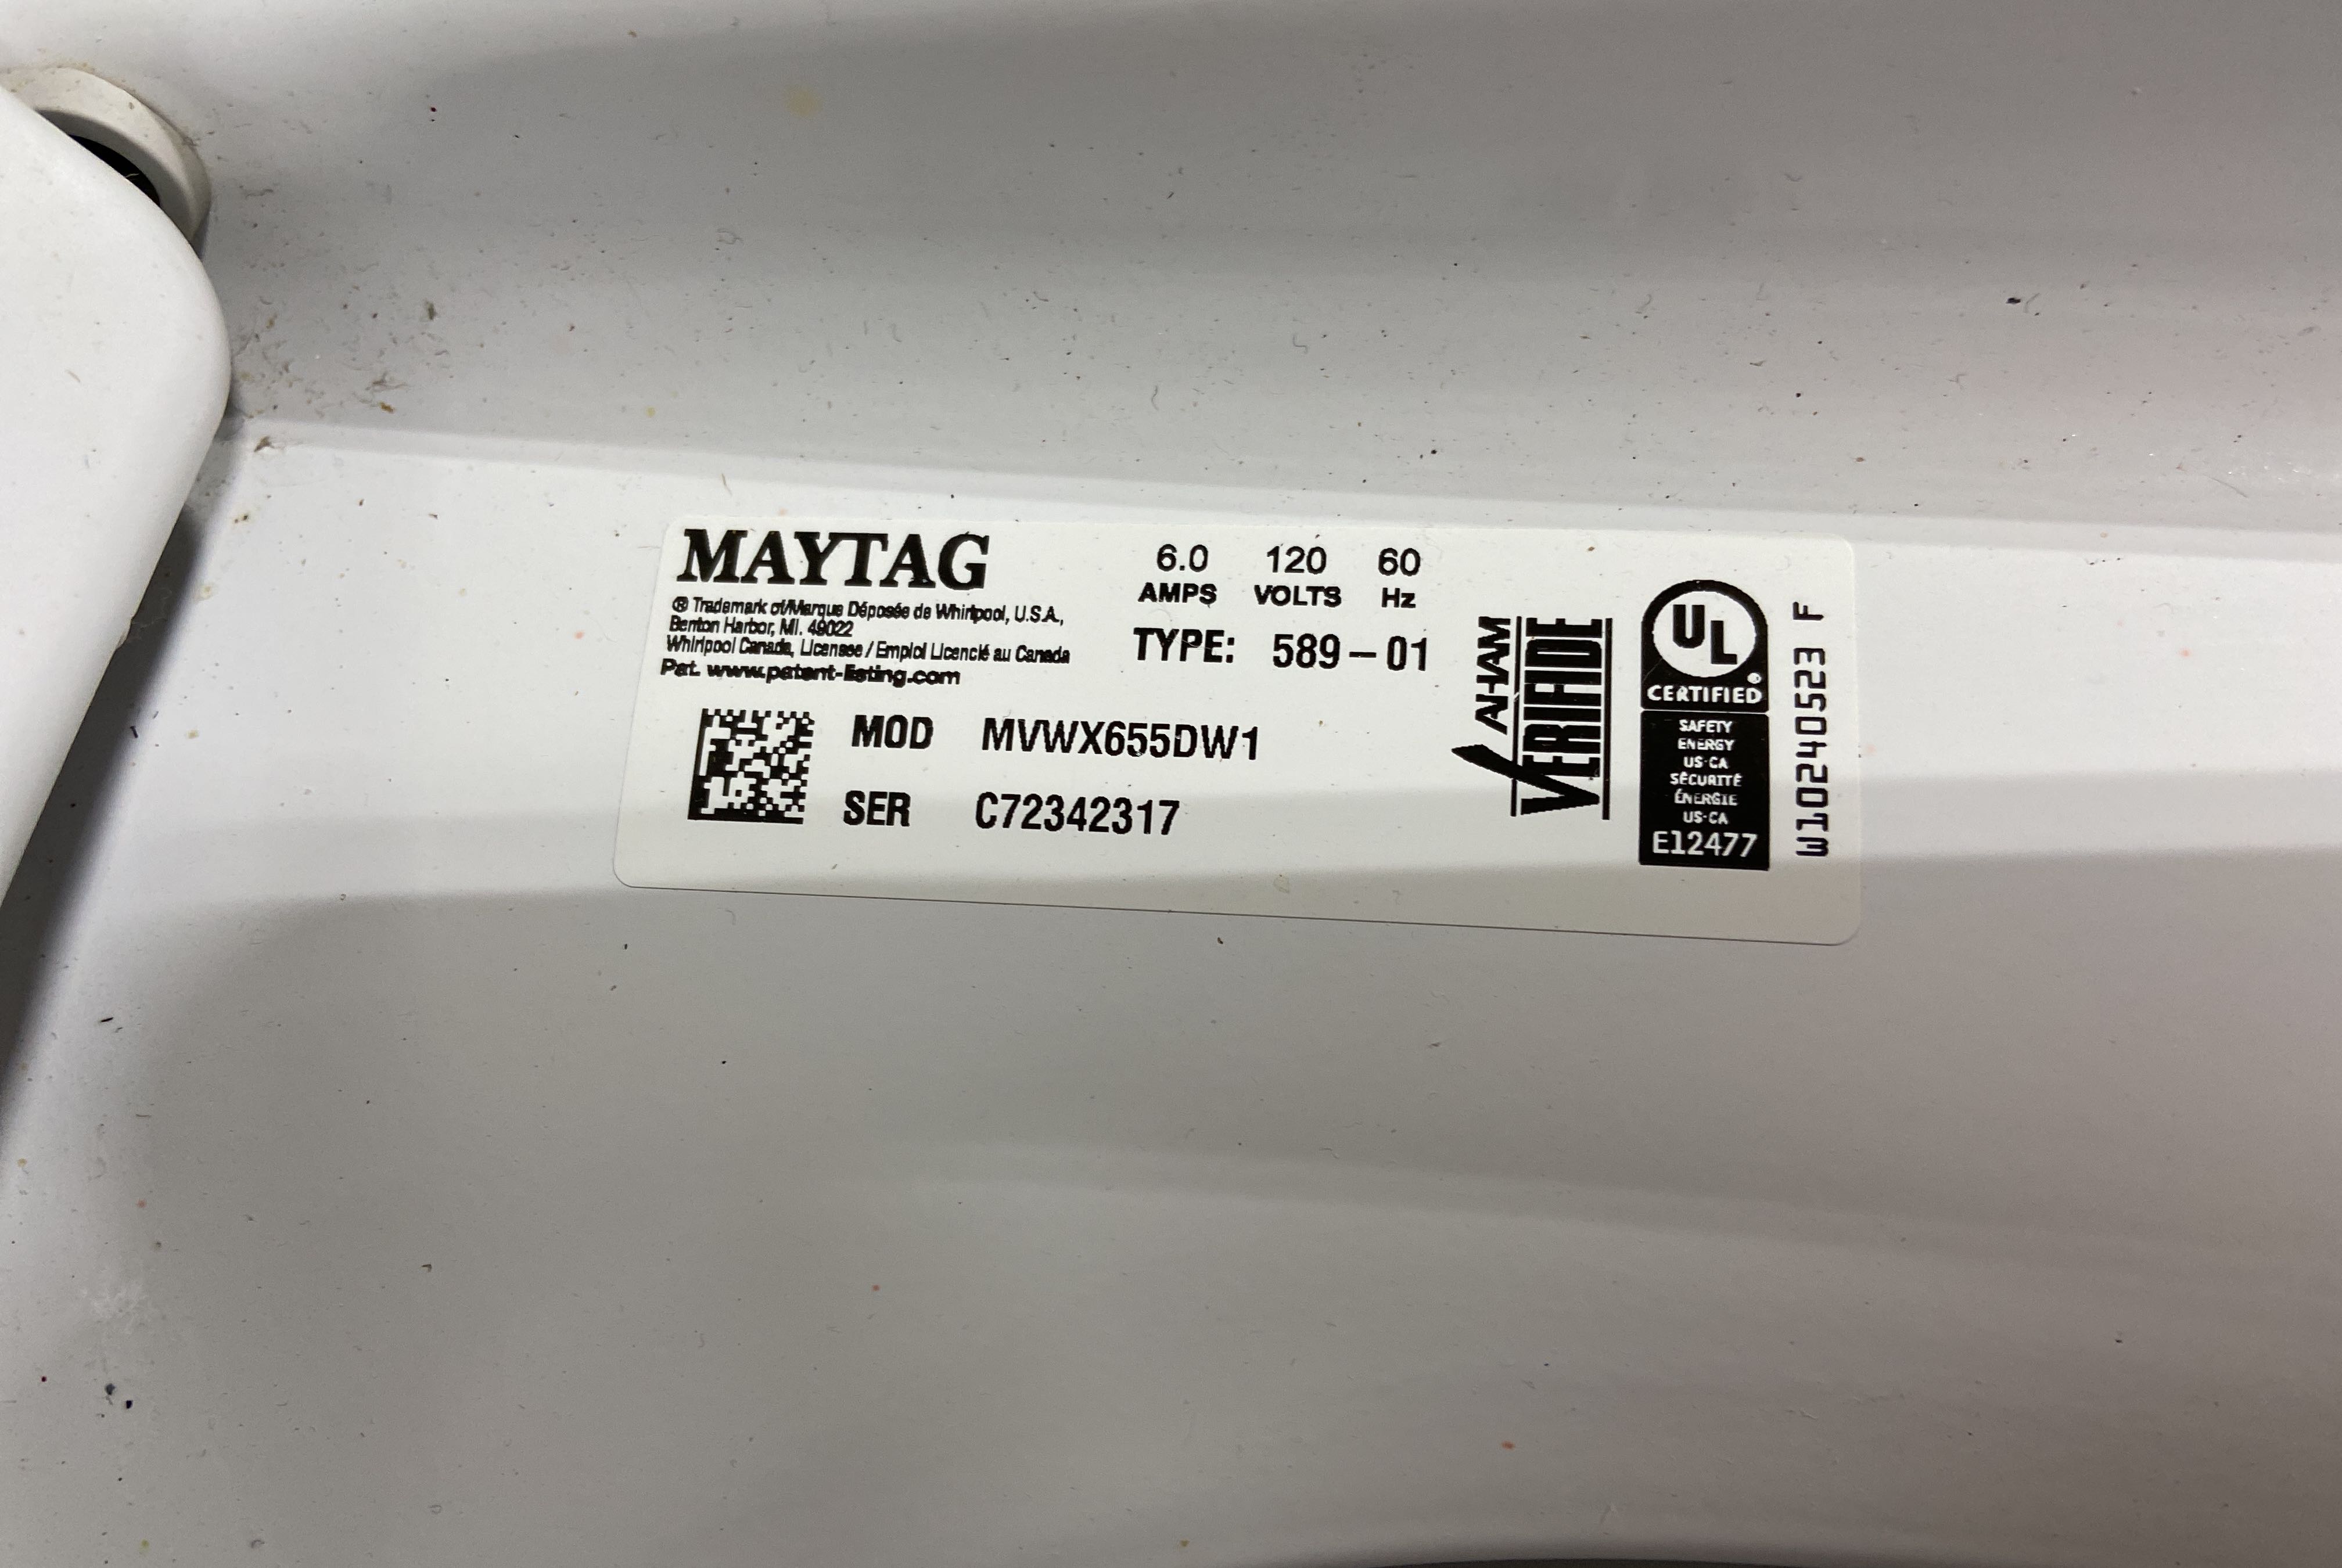 MAYTAG
® Trademark of/Marque Déposée de Whirlpool, U.S.A.,
Benton Harbor, MI. 49022
Whirlpool Canada, Licensee / Emploi Licencié au Canada
Pat. www.patent-listing.com
6.0 120 60
AMPS VOLTS Hz
TYPE: 589-01
MOD MVWX655DW1
SER C72342317
AHAM
VERIFIDE
UL
CERTIFIED®
SAFETY
ENERGY
US-CA
SÉCURITÉ
ÉNERGIE
US-CA
E12477
W10240523 F